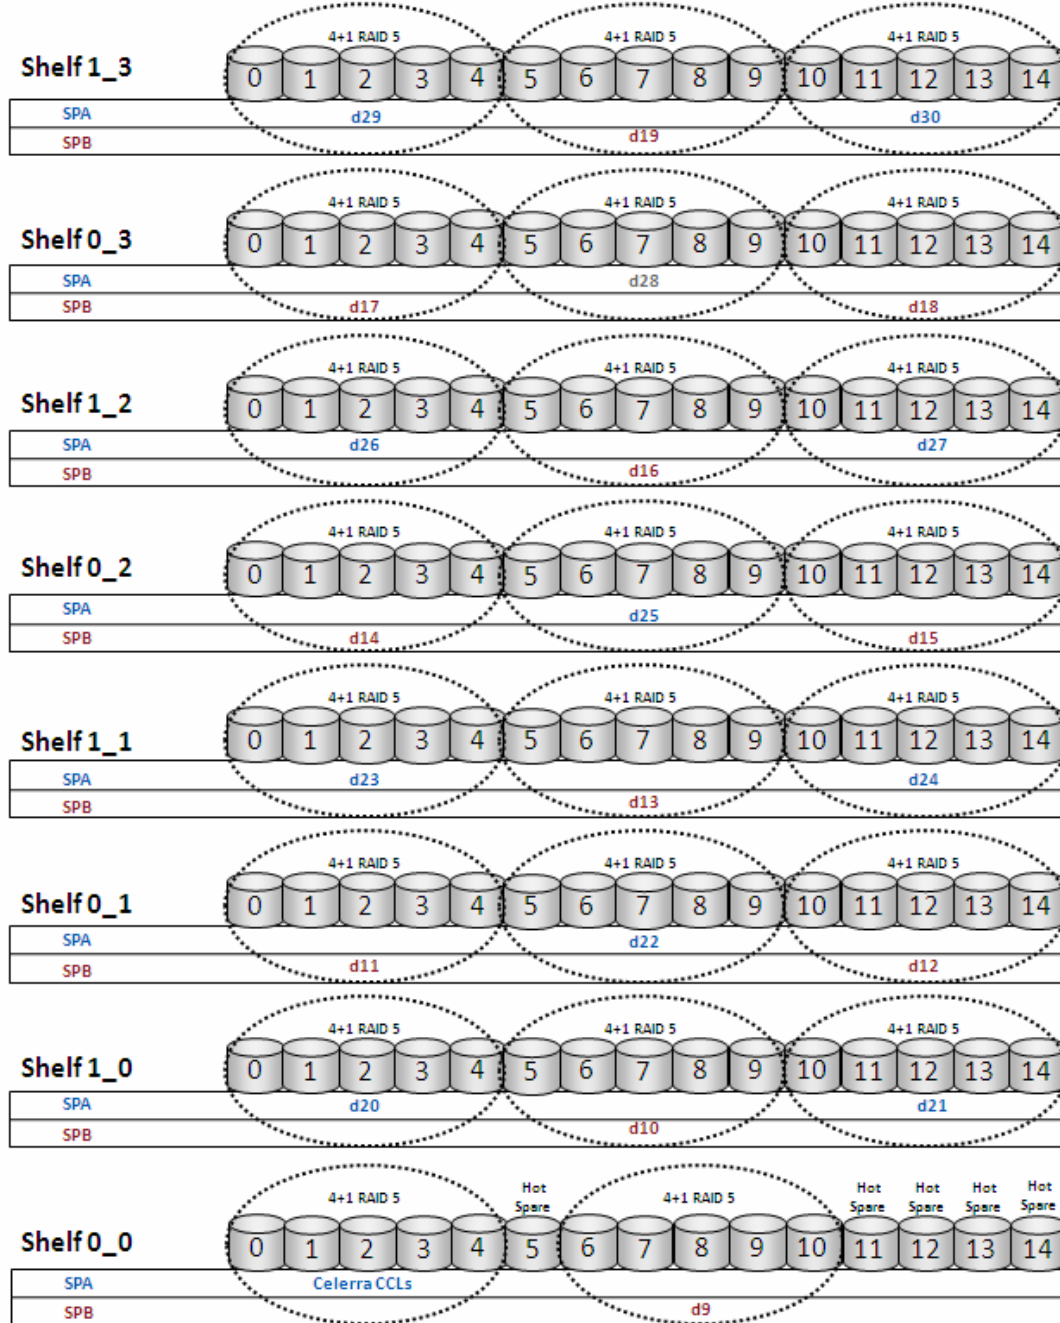 4+1 RAID 5 4+1 RAID 5 4+1 RAID 5
Shelf 1_3 0 1 2 3 4 5 6 7 8 9 10 11 12 13 14
SPA d29 d30
SPB d19
4+1 RAID 5 4+1 RAID 5 4+1 RAID 5
Shelf 0_3 0 1 2 3 4 5 6 7 8 9 10 11 12 13 14
SPA d28
SPB d17 d18
4+1 RAID 5 4+1 RAID 5 4+1 RAID 5
Shelf 1_2 0 1 2 3 4 5 6 7 8 9 10 11 12 13 14
SPA d26 d27
SPB d16
4+1 RAID 5 4+1 RAID 5 4+1 RAID 5
Shelf 0_2 0 1 2 3 4 5 6 7 8 9 10 11 12 13 14
SPA d25
SPB d14 d15
4+1 RAID 5 4+1 RAID 5 4+1 RAID 5
Shelf 1_1 0 1 2 3 4 5 6 7 8 9 10 11 12 13 14
SPA d23 d24
SPB d13
4+1 RAID 5 4+1 RAID 5 4+1 RAID 5
Shelf 0_1 0 1 2 3 4 5 6 7 8 9 10 11 12 13 14
SPA d22
SPB d11 d12
4+1 RAID 5 4+1 RAID 5 4+1 RAID 5
Shelf 1_0 0 1 2 3 4 5 6 7 8 9 10 11 12 13 14
SPA d20 d21
SPB d10
Hot Hot Hot Hot Hot
4+1 RAID 5 Spare 4+1 RAID 5 Spare Spare Spare Spare
Shelf 0_0 0 1 2 3 4 5 6 7 8 9 10 11 12 13 14
SPA Celerra CCLs
SPB d9